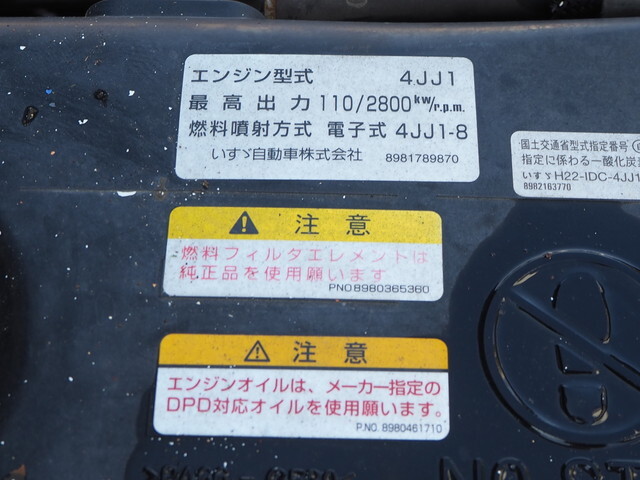 エンジン型式 4JJ1
最高出力 110/2800kw/r.p.m.
燃料噴射方式 電子式 4JJ1-8
いすゞ自動車株式会社 8981789870
国土交通省型式指定番号
指定に係わる一酸化炭
いすゞH22-IDC-4JJ1
8982163770
注意
燃料フィルタエレメントは
純正品を使用願います
PNO8980365360
注意
エンジンオイルは、メーカー指定の
DPD対応オイルを使用願います。
P.NO. 8980461710
NO